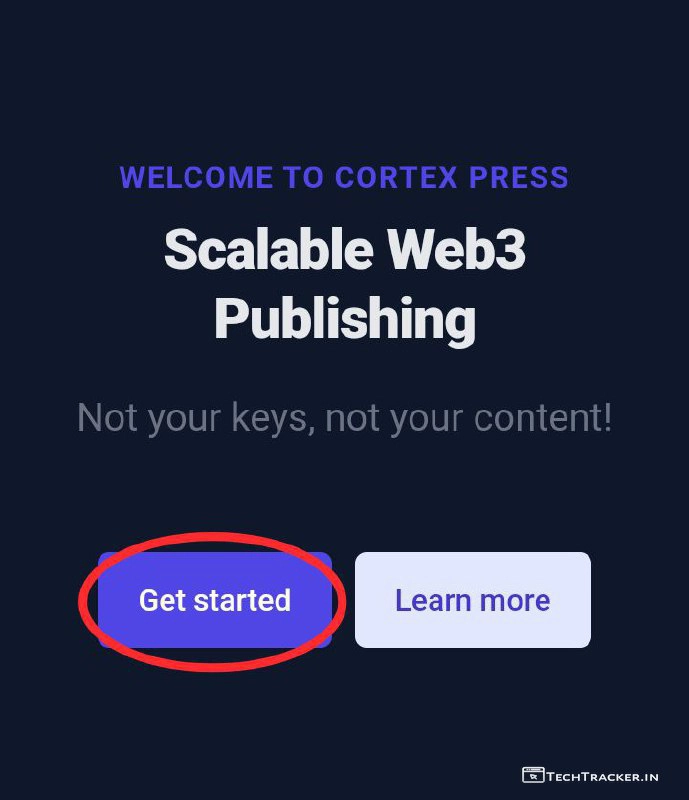 WELCOME TO CORTEX PRESS
Scalable Web3
Publishing
Not your keys, not your content!
Get started
Learn more
TECHTRACKER.IN